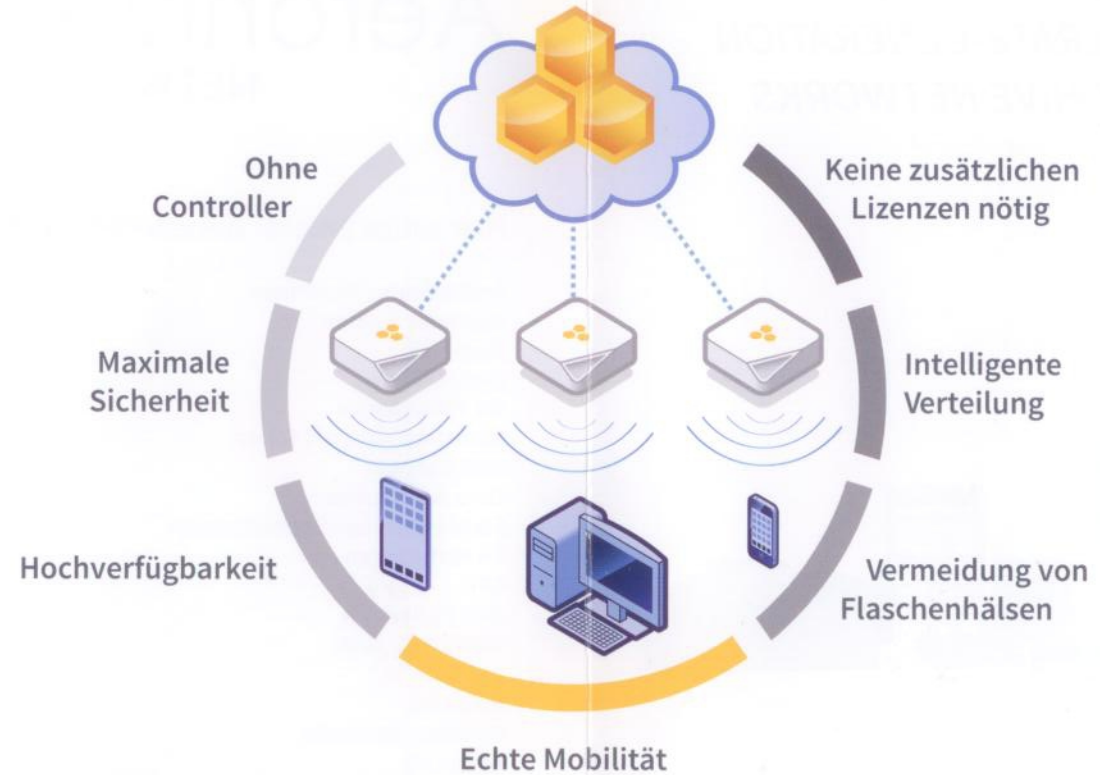 Ohne
Controller
Keine zusätzlichen
Lizenzen nötig
Maximale
Sicherheit
Intelligente
Verteilung
Hochverfügbarkeit
Vermeidung von
Flaschenhälsen
Echte Mobilität